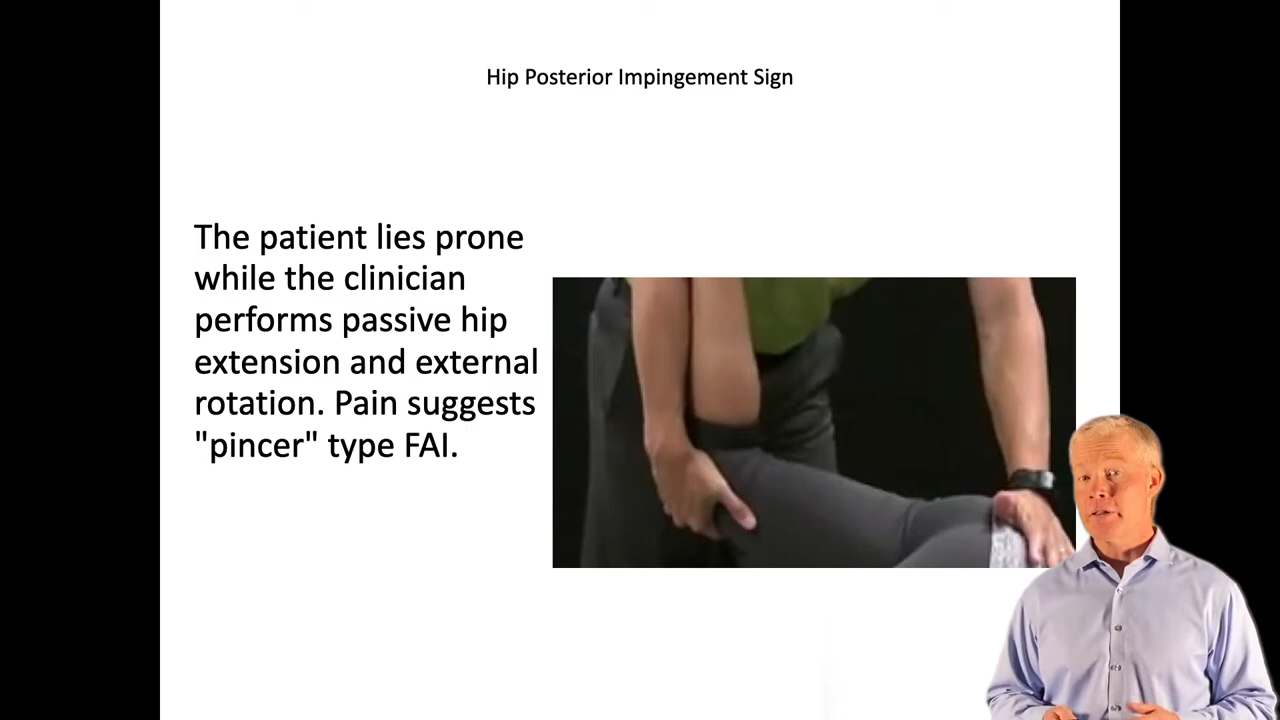 Hip Posterior Impingement Sign
The patient lies prone
while the clinician
performs passive hip
extension and external
rotation. Pain suggests
"pincer" type FAI.